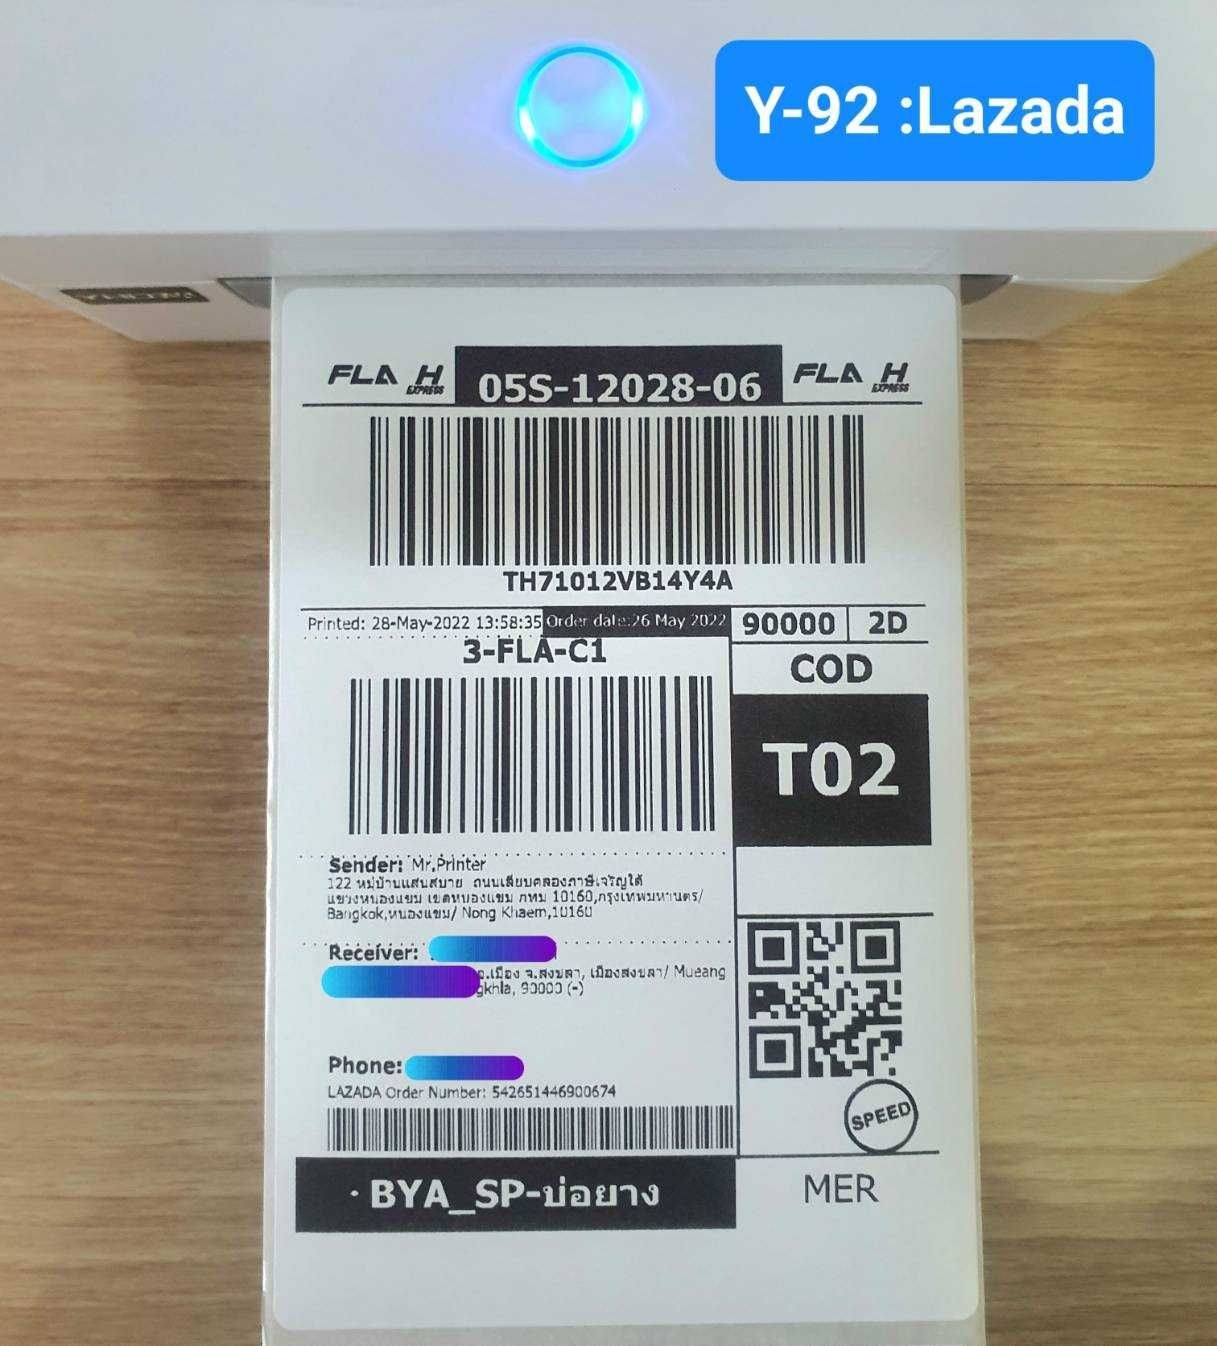 Y-92 :Lazada
FLA H EXPRESS
05S-12028-06
FLA H EXPRESS
TH71012VB14Y4A
Printed: 28-May-2022 13:58:35
Order date:26 May 2022
90000
2D
3-FLA-C1
COD
T02
Sender: Mr.Printer
122 หมู่บ้านแสนสบาย ถนนเลียบคลองภาษีเจริญใต้
แขวงหนองแขม เขตหนองแขม กทม 10160,กรุงเทพมหานคร/
Bangkok,หนองแขม/ Nong Khaem,10160
Receiver:
อ.เมือง จ.สงขลา, เมืองสงขลา/ Mueang
gkhla, 90000 (-)
Phone:
LAZADA Order Number: 542651446900674
SPEED
BYA_SP-บ่อยาง
MER